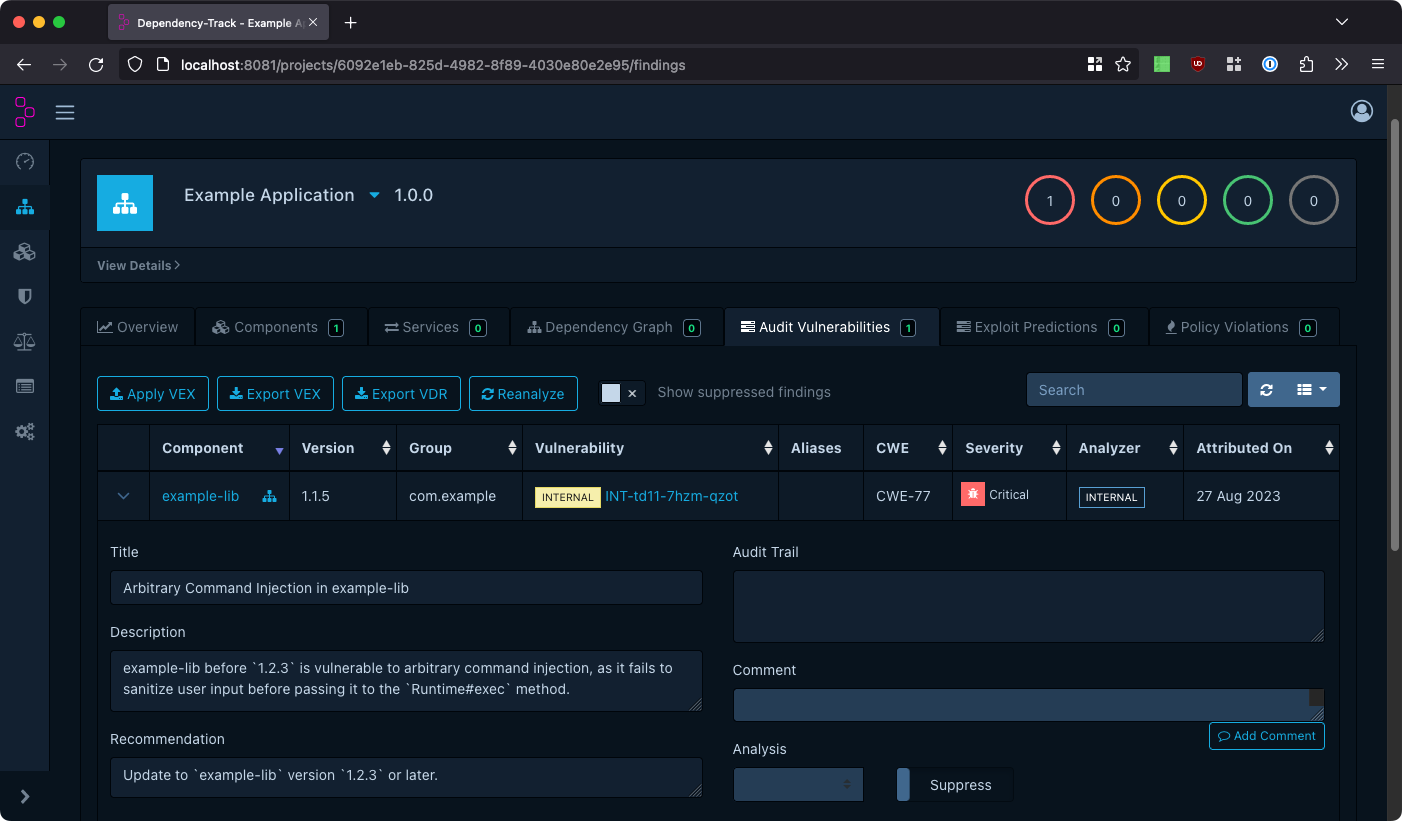 Dependency-Track - Example A
localhost:8081/projects/6092e1eb-825d-4982-8f89-4030e80e2e95/findings
Example Application 1.0.0
1 0 0 0 0
View Details
Overview Components 1 Services 0 Dependency Graph 0 Audit Vulnerabilities 1 Exploit Predictions 0 Policy Violations 0
Apply VEX Export VEX Export VDR Reanalyze Show suppressed findings Search
Component Version Group Vulnerability Aliases CWE Severity Analyzer Attributed On
example-lib 1.1.5 com.example INTERNAL INT-td11-7hzm-qzot CWE-77 Critical INTERNAL 27 Aug 2023
Title
Arbitrary Command Injection in example-lib
Description
example-lib before `1.2.3` is vulnerable to arbitrary command injection, as it fails to
sanitize user input before passing it to the `Runtime#exec` method.
Recommendation
Update to `example-lib` version `1.2.3` or later.
Audit Trail
Comment
Add Comment
Analysis
Suppress